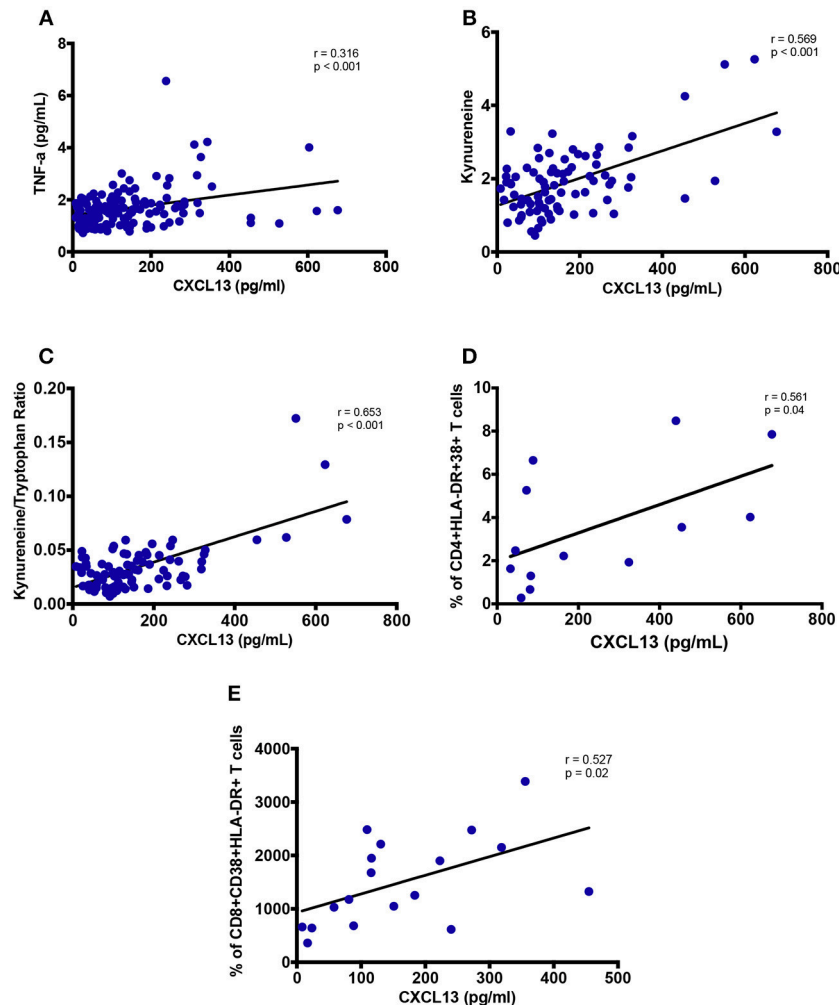 A
8
6
4
2
0
TNF-a (pg/mL)
r = 0.316
p < 0.001
0
200
400
600
800
CXCL13 (pg/ml)
B
6
4
2
0
Kynureneine
r = 0.569
p < 0.001
0
200
400
600
800
CXCL13 (pg/mL)
C
0.20
0.15
0.10
0.05
0.00
Kynureneine/Tryptophan Ratio
r = 0.653
p < 0.001
0
200
400
600
800
CXCL13 (pg/mL)
D
10
8
6
4
2
0
% of CD4+HLA-DR+38+ T cells
r = 0.561
p = 0.04
0
200
400
600
800
CXCL13 (pg/mL)
E
4000
3000
2000
1000
0
% of CD8+CD38+HLA-DR+ T cells
r = 0.527
p = 0.02
0
100
200
300
400
500
CXCL13 (pg/ml)